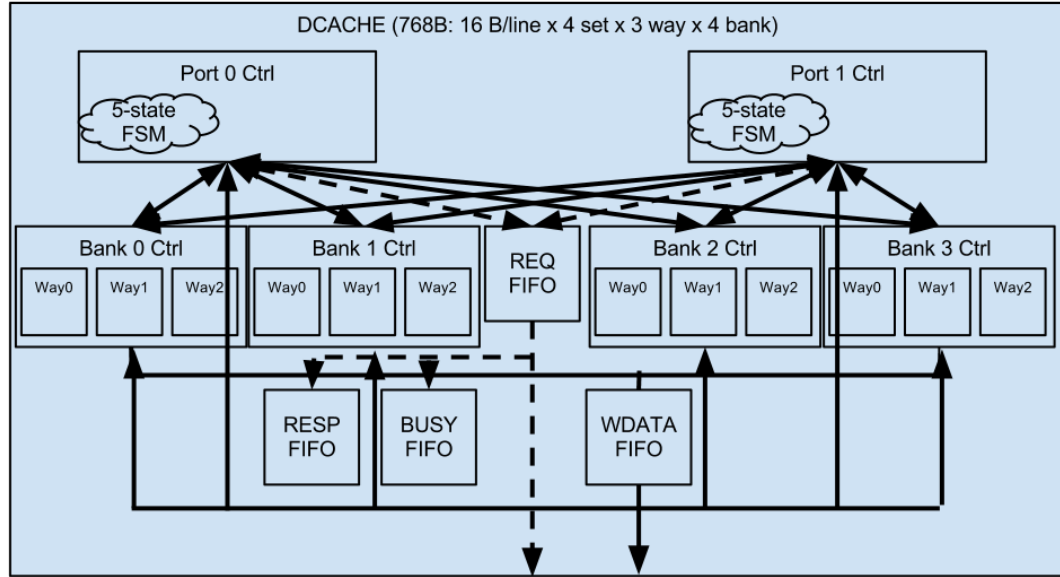 DCACHE (768B: 16 B/line x 4 set x 3 way x 4 bank)
Port 0 Ctrl
5-state
FSM
Port 1 Ctrl
5-state
FSM
Bank 0 Ctrl
Way0
Way1
Way2
Bank 1 Ctrl
Way0
Way1
Way2
REQ
FIFO
Bank 2 Ctrl
Way0
Way1
Way2
Bank 3 Ctrl
Way0
Way1
Way2
RESP
FIFO
BUSY
FIFO
WDATA
FIFO